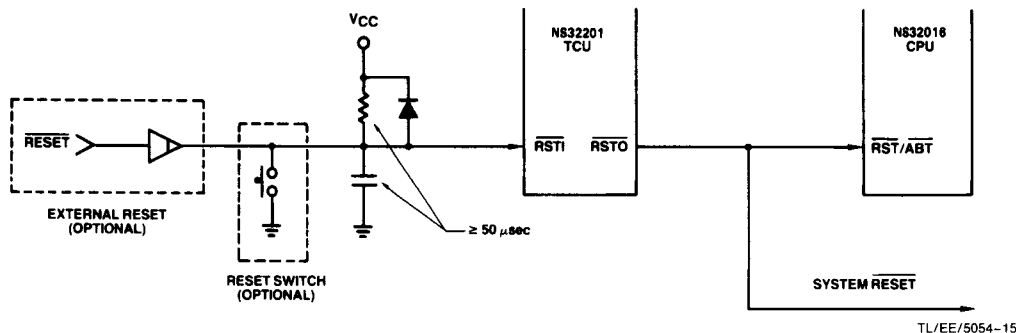 VCC
NS32201
TCU
NS32016
CPU
RESET
RSTI
RSTO
RST/ABT
EXTERNAL RESET
(OPTIONAL)
≥ 50 μsec
RESET SWITCH
(OPTIONAL)
SYSTEM RESET
TL/EE/5054-15